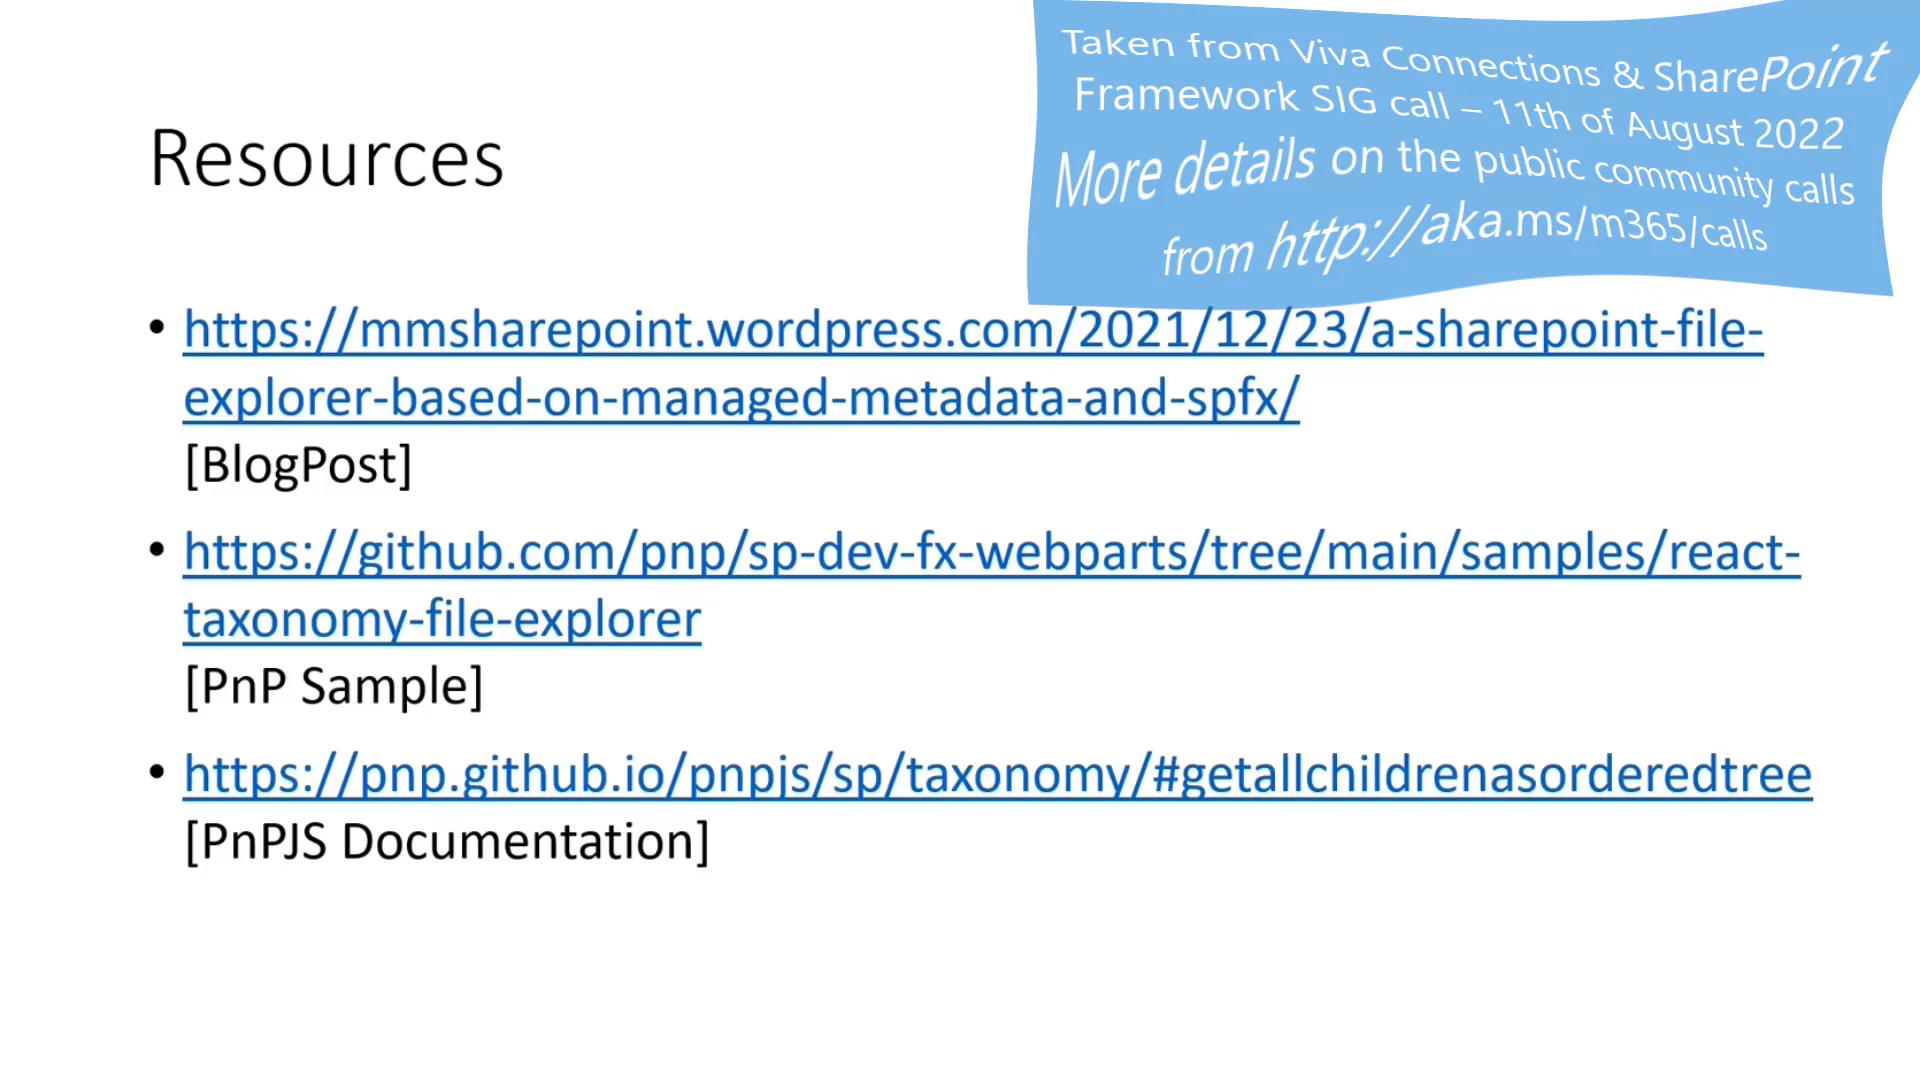 Taken from Viva Connections & SharePoint
Framework SIG call – 11th of August 2022
More details on the public community calls
from http://aka.ms/m365/calls
Resources
• https://mmsharepoint.wordpress.com/2021/12/23/a-sharepoint-file-
explorer-based-on-managed-metadata-and-spfx/
[BlogPost]
• https://github.com/pnp/sp-dev-fx-webparts/tree/main/samples/react-
taxonomy-file-explorer
[PnP Sample]
• https://pnp.github.io/pnpjs/sp/taxonomy/#getallchildrenasorderedtree
[PnPJS Documentation]